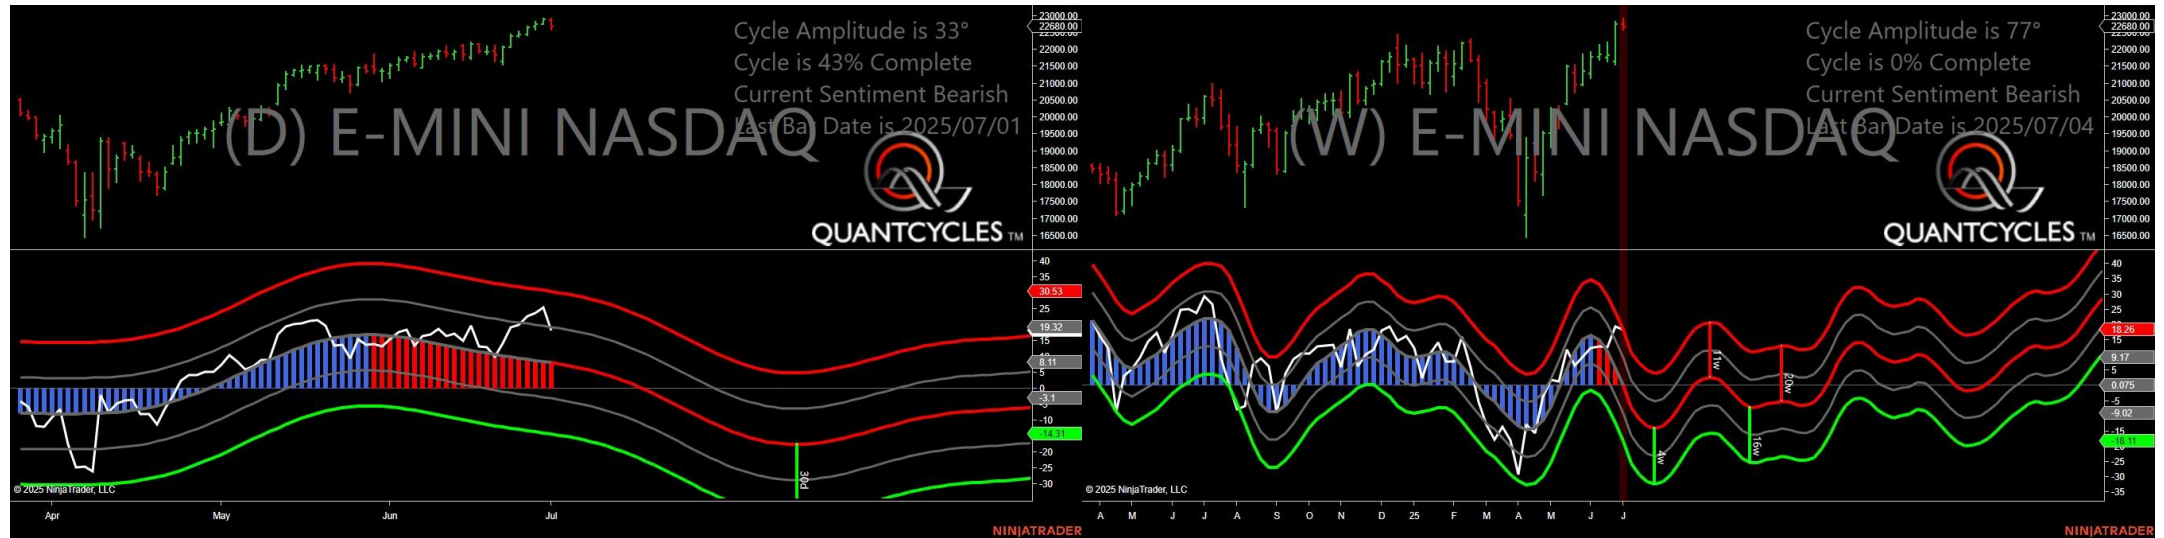 Cycle Amplitude is 33°
Cycle is 43% Complete
Current Sentiment Bearish
Last Bar Date is 2025/07/01
(D) E-MINI NASDAQ
QUANTCYCLES TM
23000.00
22680.00
22000.00
21500.00
21000.00
20500.00
20000.00
19500.00
19000.00
18500.00
18000.00
17500.00
17000.00
16500.00
40
35
30.53
25
19.32
15
8.11
5
0
-3.1
-10
-14.31
-20
-25
-30
30d
© 2025 NinjaTrader, LLC
Apr May Jun Jul
NINJATRADER
Cycle Amplitude is 77°
Cycle is 0% Complete
Current Sentiment Bearish
Last Bar Date is 2025/07/04
(W) E-MINI NASDAQ
QUANTCYCLES TM
23000.00
22680.00
22000.00
21500.00
21000.00
20500.00
20000.00
19500.00
19000.00
18500.00
18000.00
17500.00
17000.00
16500.00
40
35
30
25
18.26
15
9.17
5
0.075
-5
-9.02
-15
-18.11
-25
-30
-35
11w
20w
4w
16w
© 2025 NinjaTrader, LLC
A M J J A S O N D 25 F M A M J J
NINJATRADER